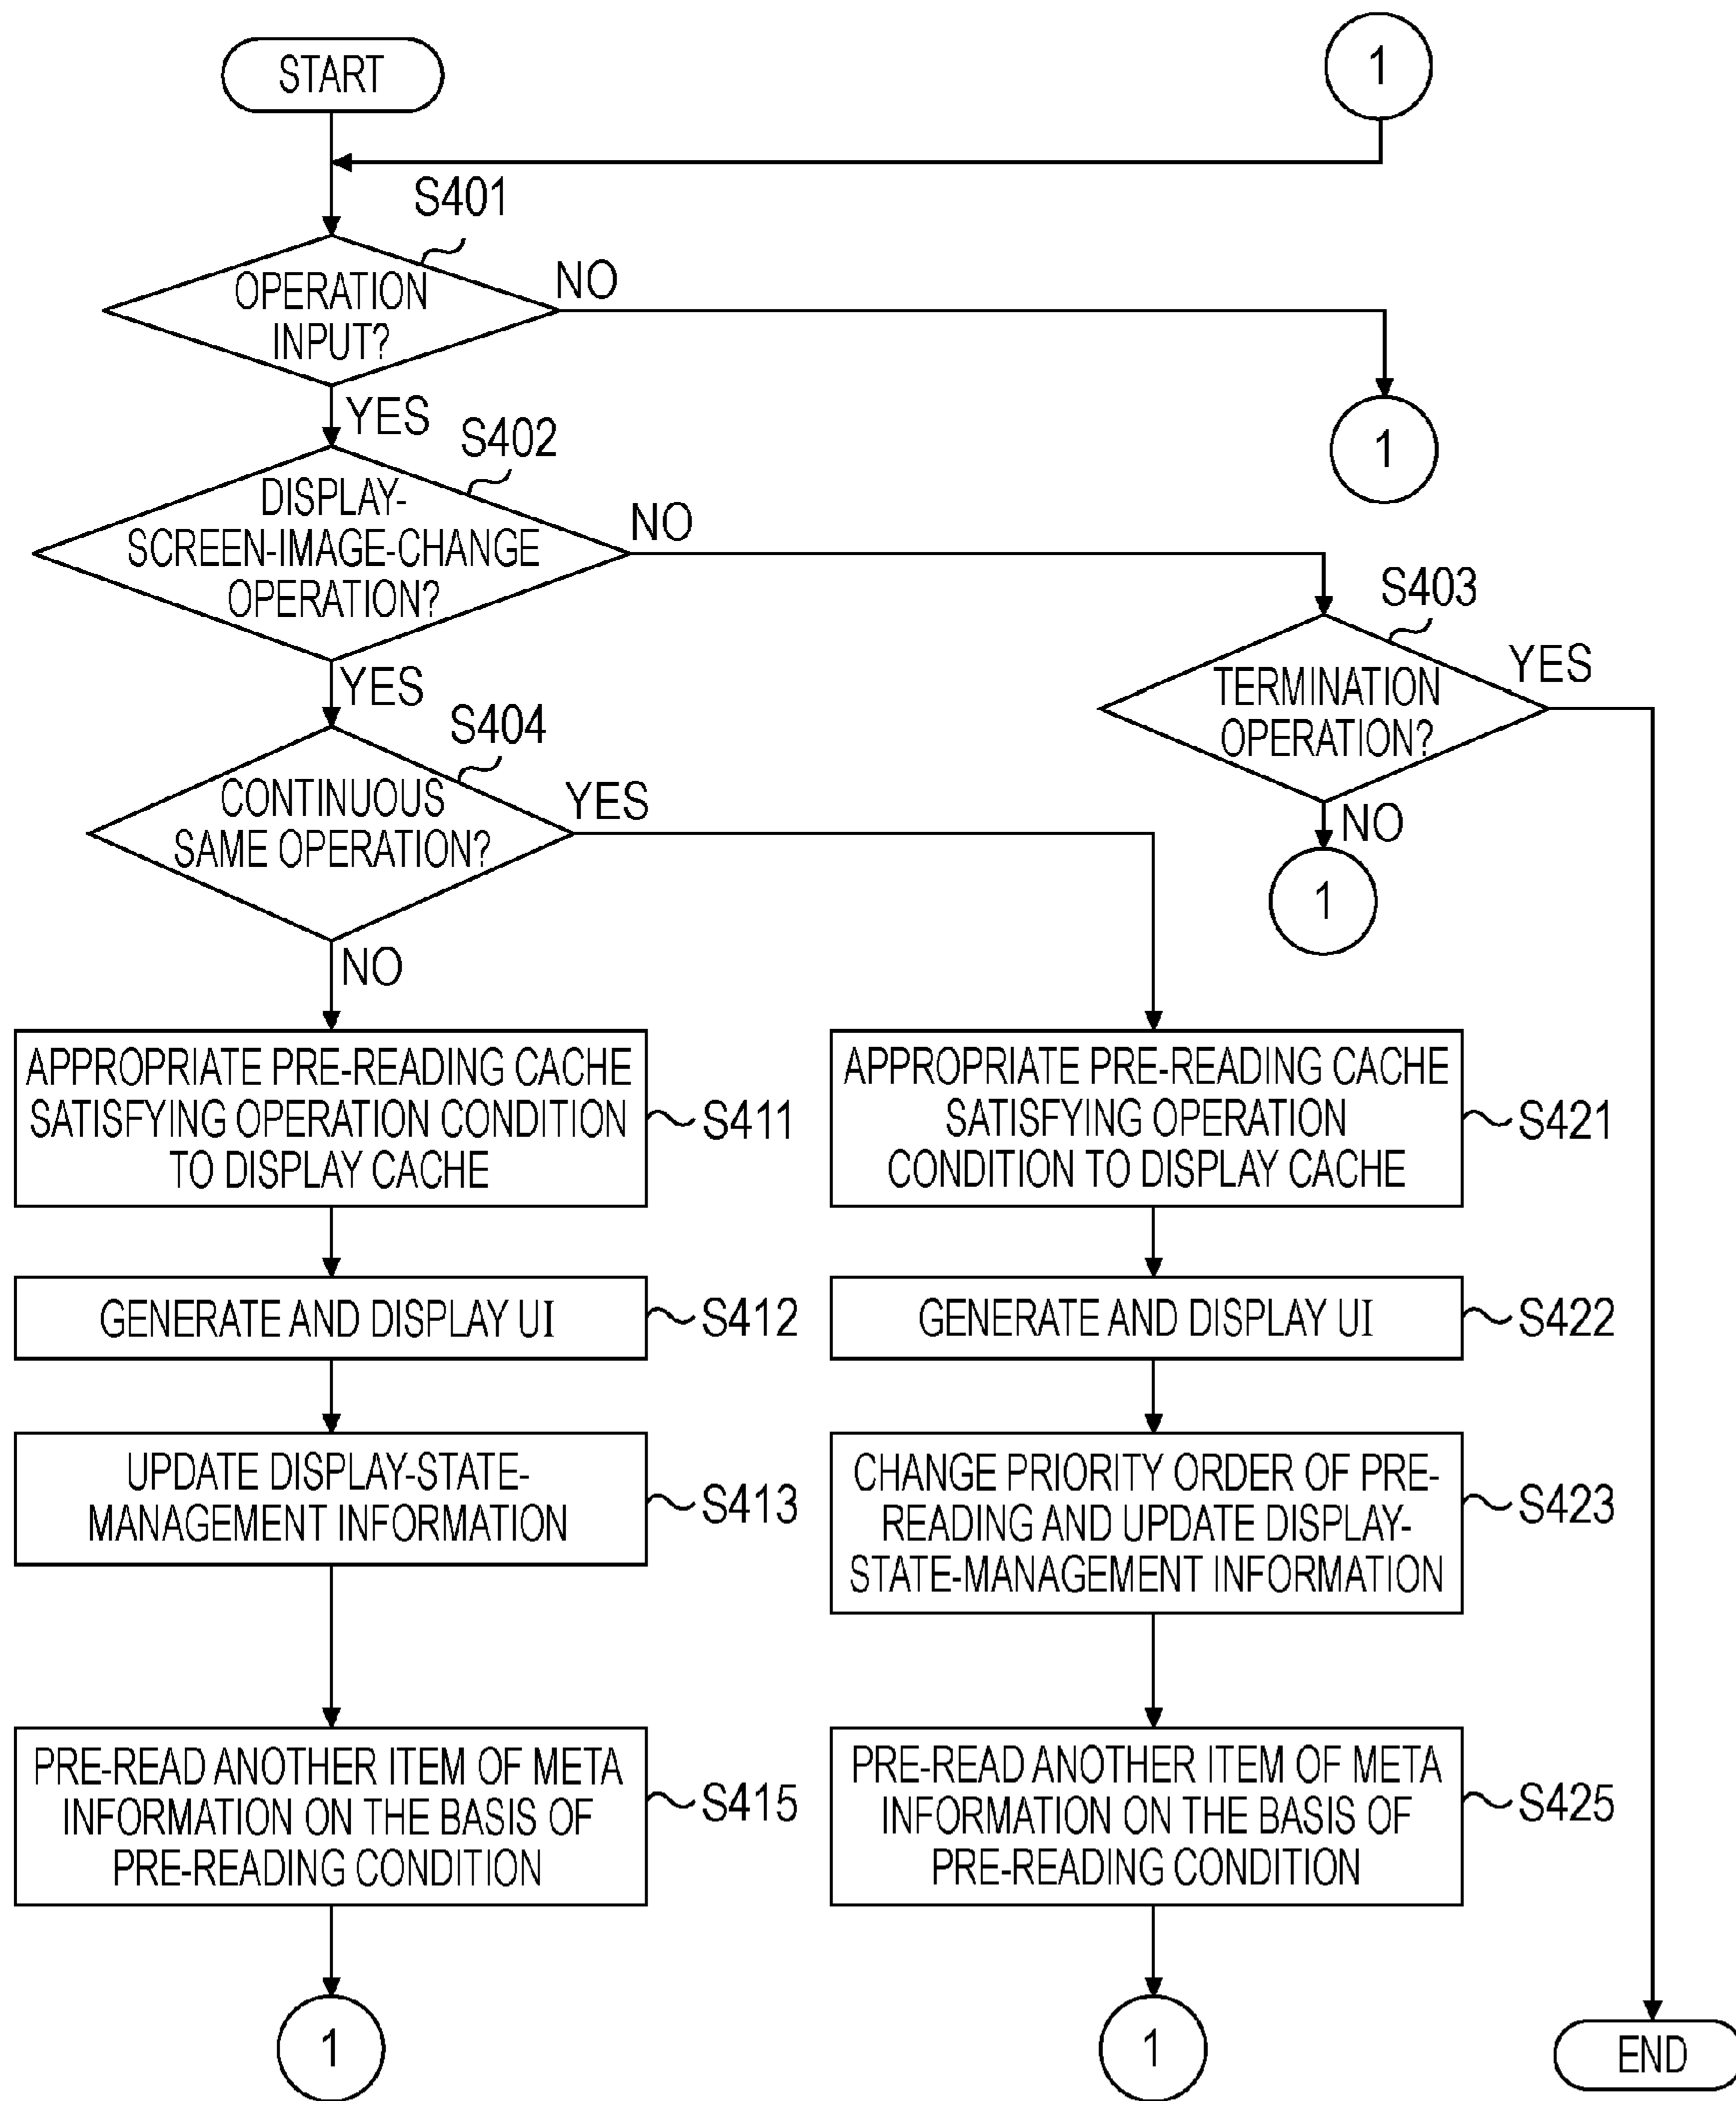 START
1
S401
OPERATION
INPUT?
NO
YES
1
S402
DISPLAY-
SCREEN-IMAGE-CHANGE
OPERATION?
NO
YES
S403
TERMINATION
OPERATION?
YES
NO
1
S404
CONTINUOUS
SAME OPERATION?
YES
NO
APPROPRIATE PRE-READING CACHE
SATISFYING OPERATION CONDITION
TO DISPLAY CACHE
S411
APPROPRIATE PRE-READING CACHE
SATISFYING OPERATION
CONDITION TO DISPLAY CACHE
S421
GENERATE AND DISPLAY UI
S412
GENERATE AND DISPLAY UI
S422
UPDATE DISPLAY-STATE-
MANAGEMENT INFORMATION
S413
CHANGE PRIORITY ORDER OF PRE-
READING AND UPDATE DISPLAY-
STATE-MANAGEMENT INFORMATION
S423
PRE-READ ANOTHER ITEM OF META
INFORMATION ON THE BASIS OF
PRE-READING CONDITION
S415
PRE-READ ANOTHER ITEM OF META
INFORMATION ON THE BASIS OF
PRE-READING CONDITION
S425
1
1
END